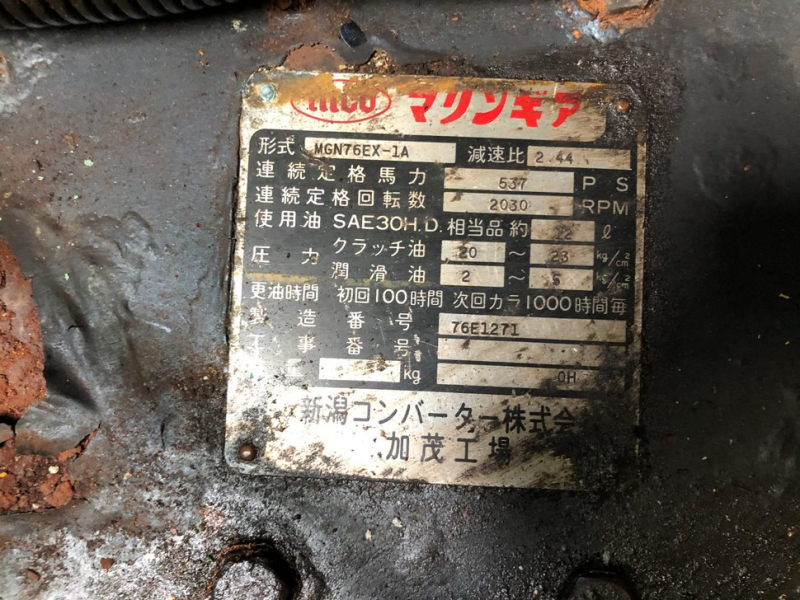 nico マリンギア
形式 MGN76EX-1A 減速比 2.44
連続定格馬力 537 PS
連続定格回転数 2030 RPM
使用油 SAE30H.D.相当品約 ℓ
圧力 クラッチ油 20 〜 23 kg/cm²
潤滑油 2 〜 5 kg/cm²
更油時間 初回100時間 次回カラ1000時間毎
製造番号 76E1271
工事番号
kg OH
新潟コンバーター株式会
加茂工場